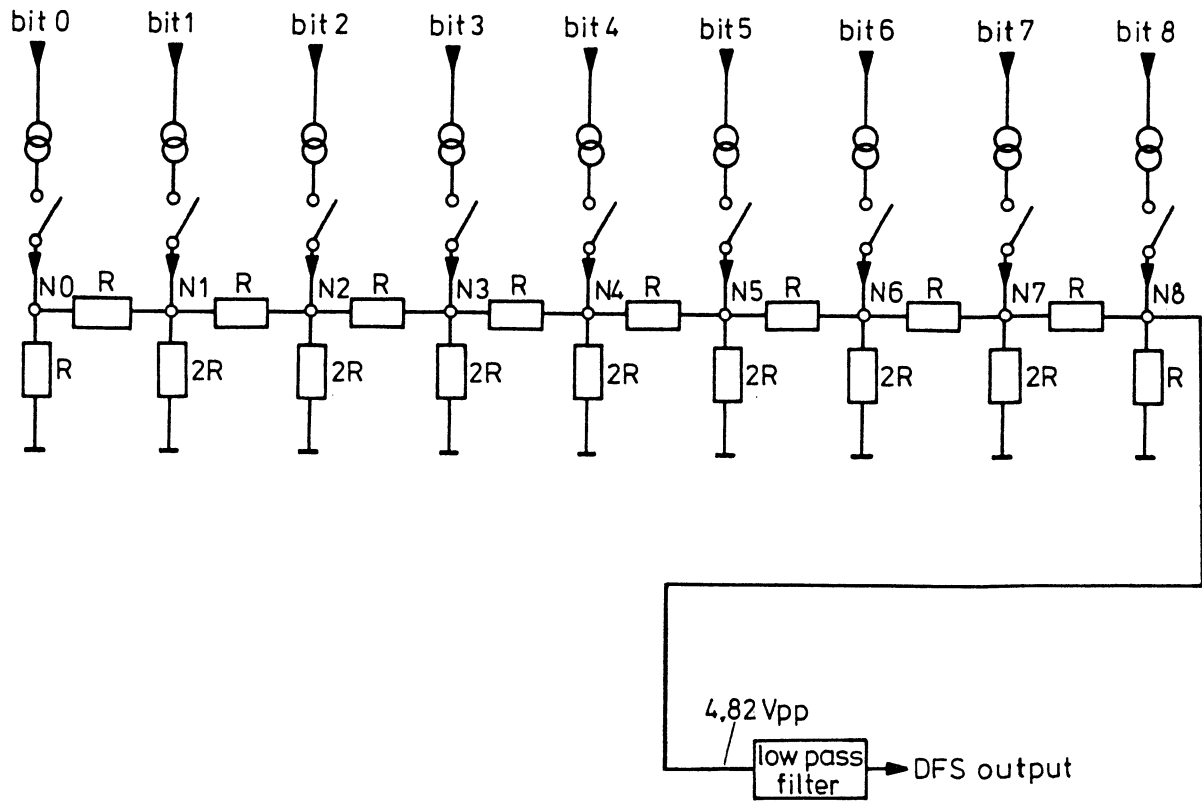 bit 0 bit 1 bit 2 bit 3 bit 4 bit 5 bit 6 bit 7 bit 8
N0 R N1 R N2 R N3 R N4 R N5 R N6 R N7 R N8
R 2R 2R 2R 2R 2R 2R 2R R
4,82 Vpp
low pass
filter
DFS output